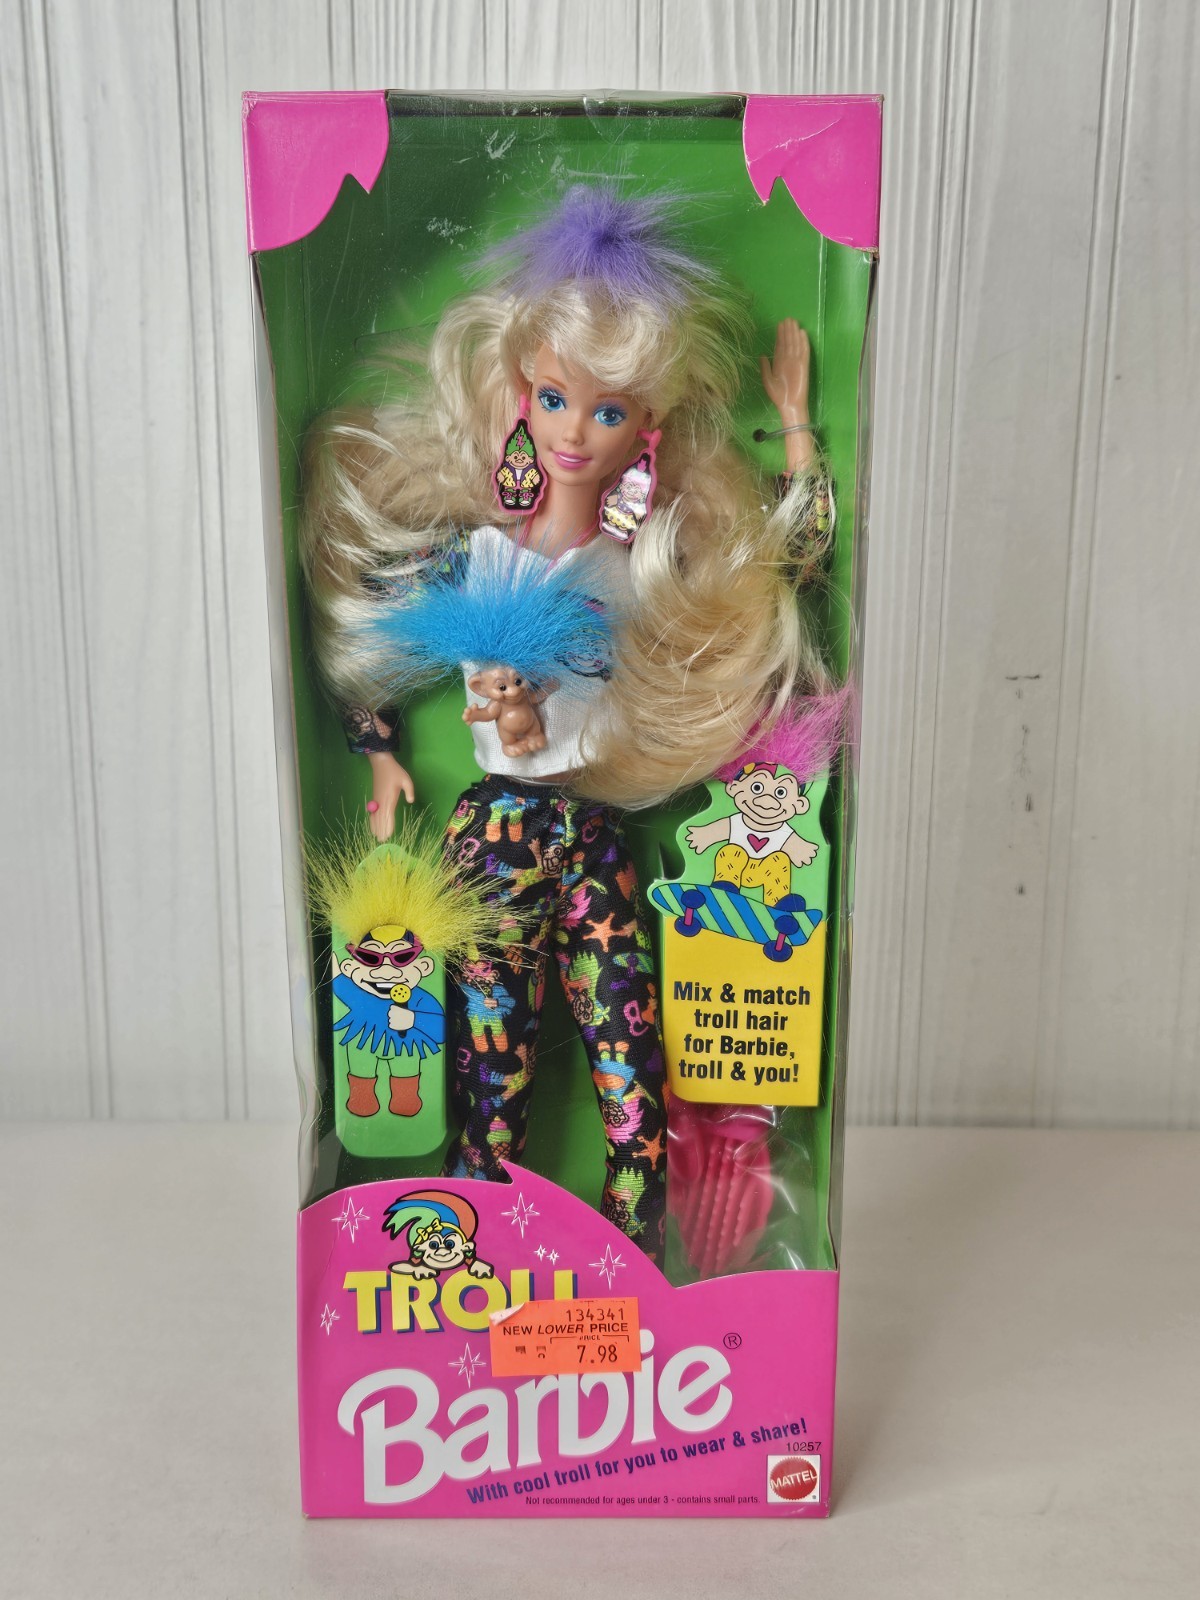 Mix & match
troll hair
for Barbie,
troll & you!
TROLL
134341
NEW LOWER PRICE
PRICE
7.98
Barbie®
With cool troll for you to wear & share!
10257
MATTEL
Not recommended for ages under 3 - contains small parts.